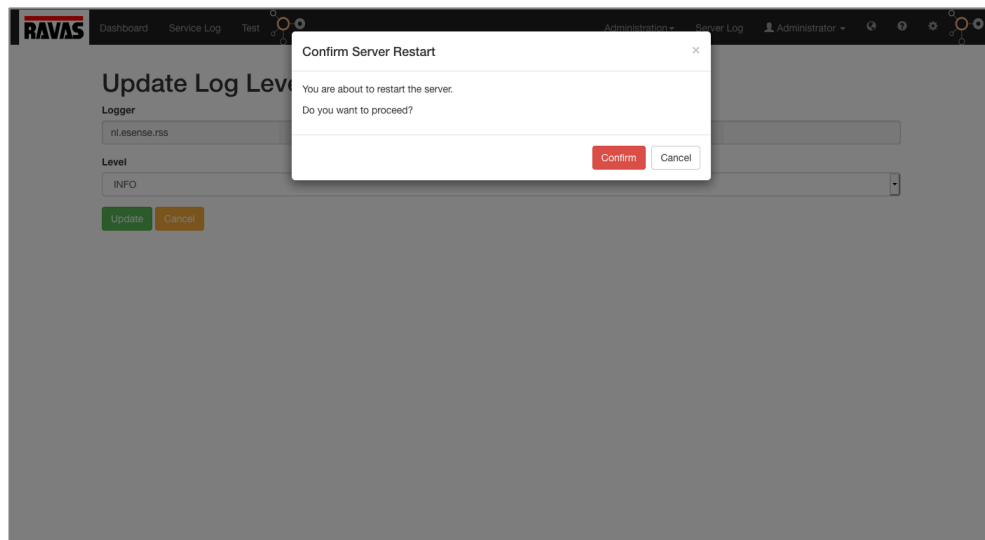 RAVAS
Dashboard Service Log Test Administration Server Log Administrator
Confirm Server Restart ×
You are about to restart the server.
Do you want to proceed?
Confirm Cancel
Update Log Leve
Logger
nl.esense.rss
Level
INFO
Update Cancel